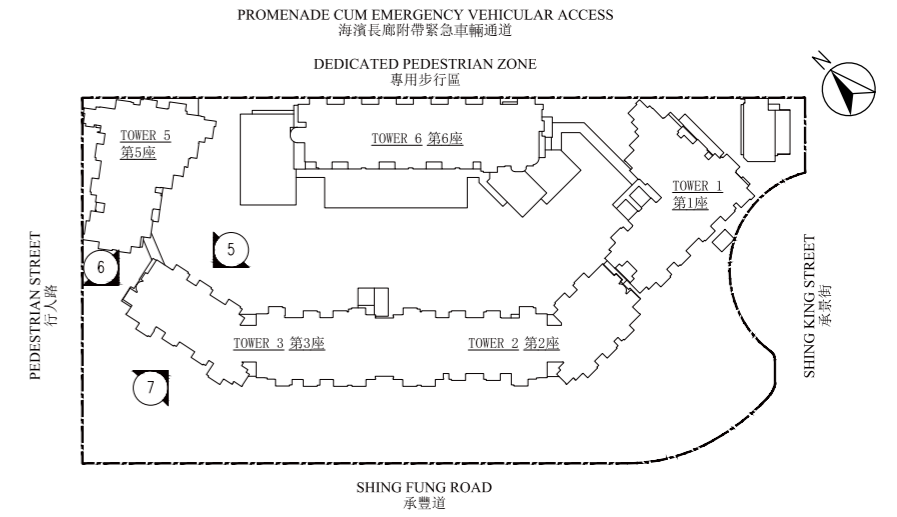 PROMENADE CUM EMERGENCY VEHICULAR ACCESS
海濱長廊附帶緊急車輛通道
DEDICATED PEDESTRIAN ZONE
專用步行區
N
TOWER 5
第5座
TOWER 6 第6座
TOWER 1
第1座
PEDESTRIAN STREET
行人路
5
6
SHING KING STREET
承景街
TOWER 3 第3座
TOWER 2 第2座
7
SHING FUNG ROAD
承豐道